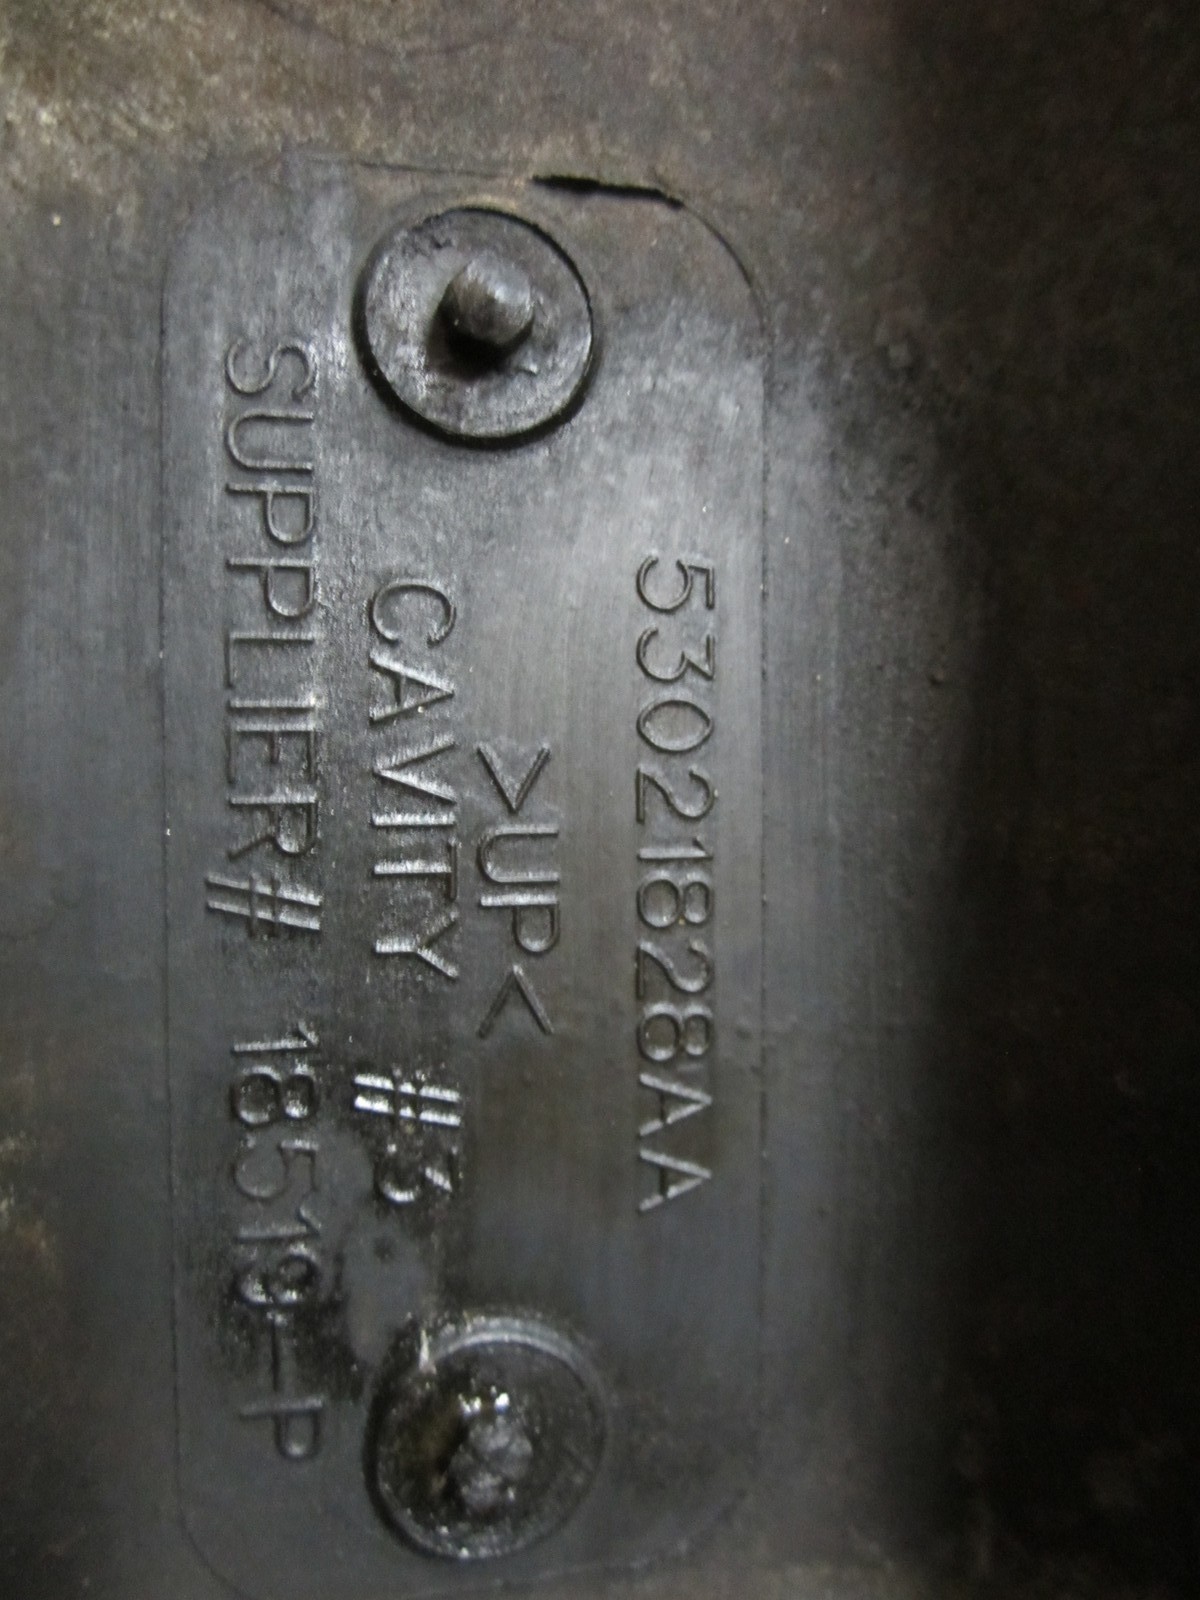 53021828AA
>UP<
CAVITY #3
SUPPLIER# 18519-P